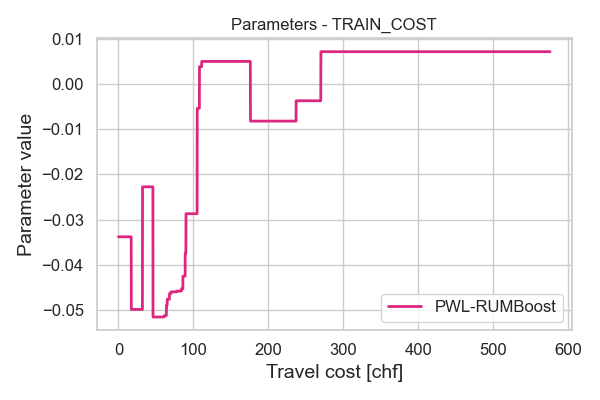 Parameters - TRAIN_COST
0.01
0.00
−0.01
−0.02
−0.03
−0.04
−0.05
Parameter value
PWL-RUMBoost
0 100 200 300 400 500 600
Travel cost [chf]